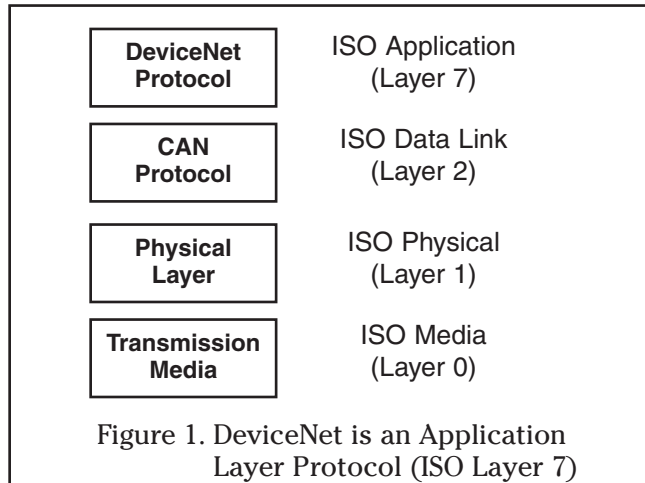 DeviceNet
Protocol
ISO Application
(Layer 7)
CAN
Protocol
ISO Data Link
(Layer 2)
Physical
Layer
ISO Physical
(Layer 1)
Transmission
Media
ISO Media
(Layer 0)
Figure 1. DeviceNet is an Application
Layer Protocol (ISO Layer 7)